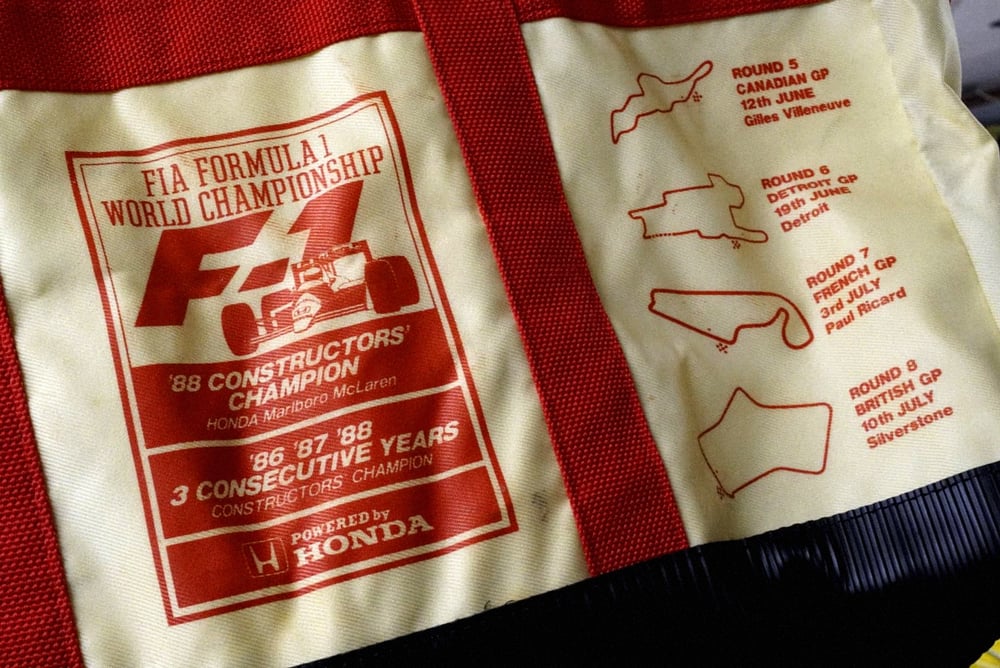 FIA FORMULA 1
WORLD CHAMPIONSHIP
F-1
'88 CONSTRUCTORS'
CHAMPION
HONDA Marlboro McLaren
'86 '87 '88
3 CONSECUTIVE YEARS
CONSTRUCTORS' CHAMPION
POWERED by
HONDA
ROUND 5
CANADIAN GP
12th JUNE
Gilles Villeneuve
ROUND 6
DETROIT GP
19th JUNE
Detroit
ROUND 7
FRENCH GP
3rd JULY
Paul Ricard
ROUND 8
BRITISH GP
10th JULY
Silverstone